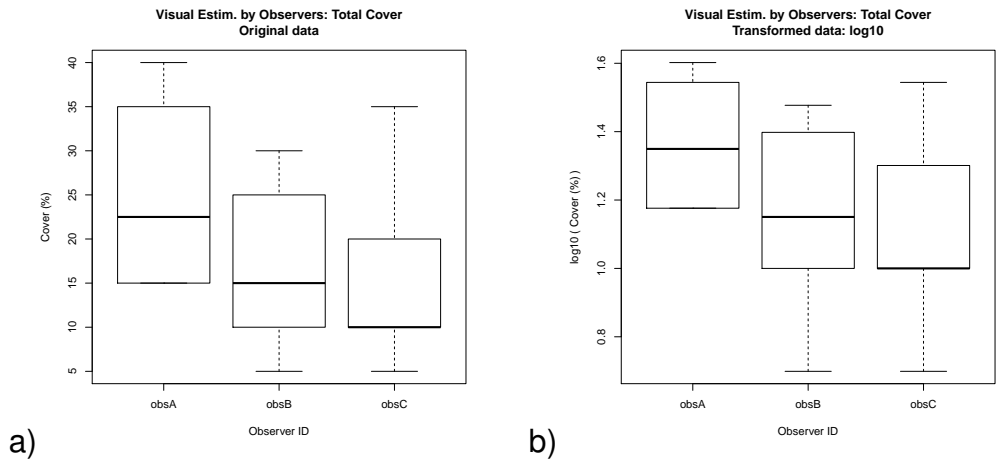 Visual Estim. by Observers: Total Cover
Original data
Cover (%)
40
35
30
25
20
15
10
5
obsA obsB obsC
Observer ID
a)
Visual Estim. by Observers: Total Cover
Transformed data: log10
log10 ( Cover (%) )
1.6
1.4
1.2
1.0
0.8
obsA obsB obsC
Observer ID
b)